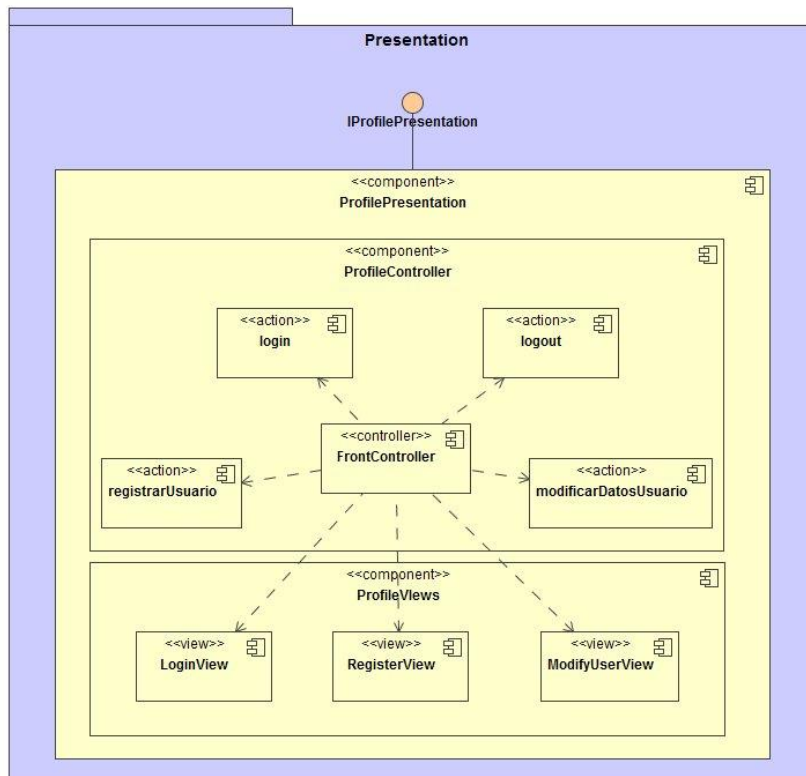 Presentation
IProfilePresentation
<<component>>
ProfilePresentation
<<component>>
ProfileController
<<action>>
login
<<action>>
logout
<<controller>>
FrontController
<<action>>
registrarUsuario
<<action>>
modificarDatosUsuario
<<component>>
ProfileVIews
<<view>>
LoginView
<<view>>
RegisterView
<<view>>
ModifyUserView